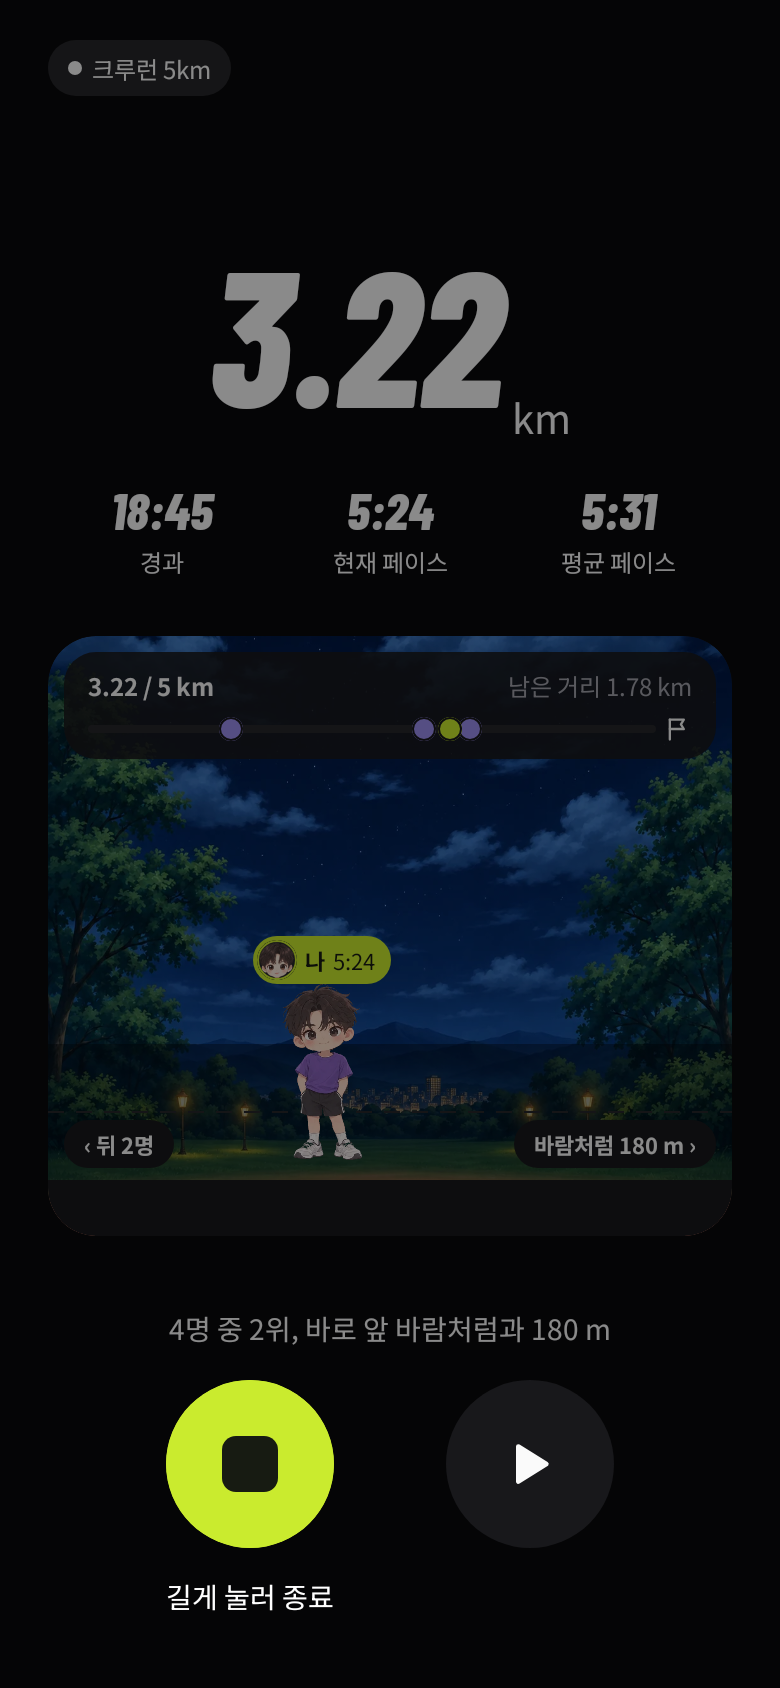 크루런 5km
3.22 km
18:45 5:24 5:31
경과 현재 페이스 평균 페이스
3.22 / 5 km 남은 거리 1.78 km
나 5:24
‹ 뒤 2명 바람처럼 180 m ›
4명 중 2위, 바로 앞 바람처럼과 180 m
길게 눌러 종료